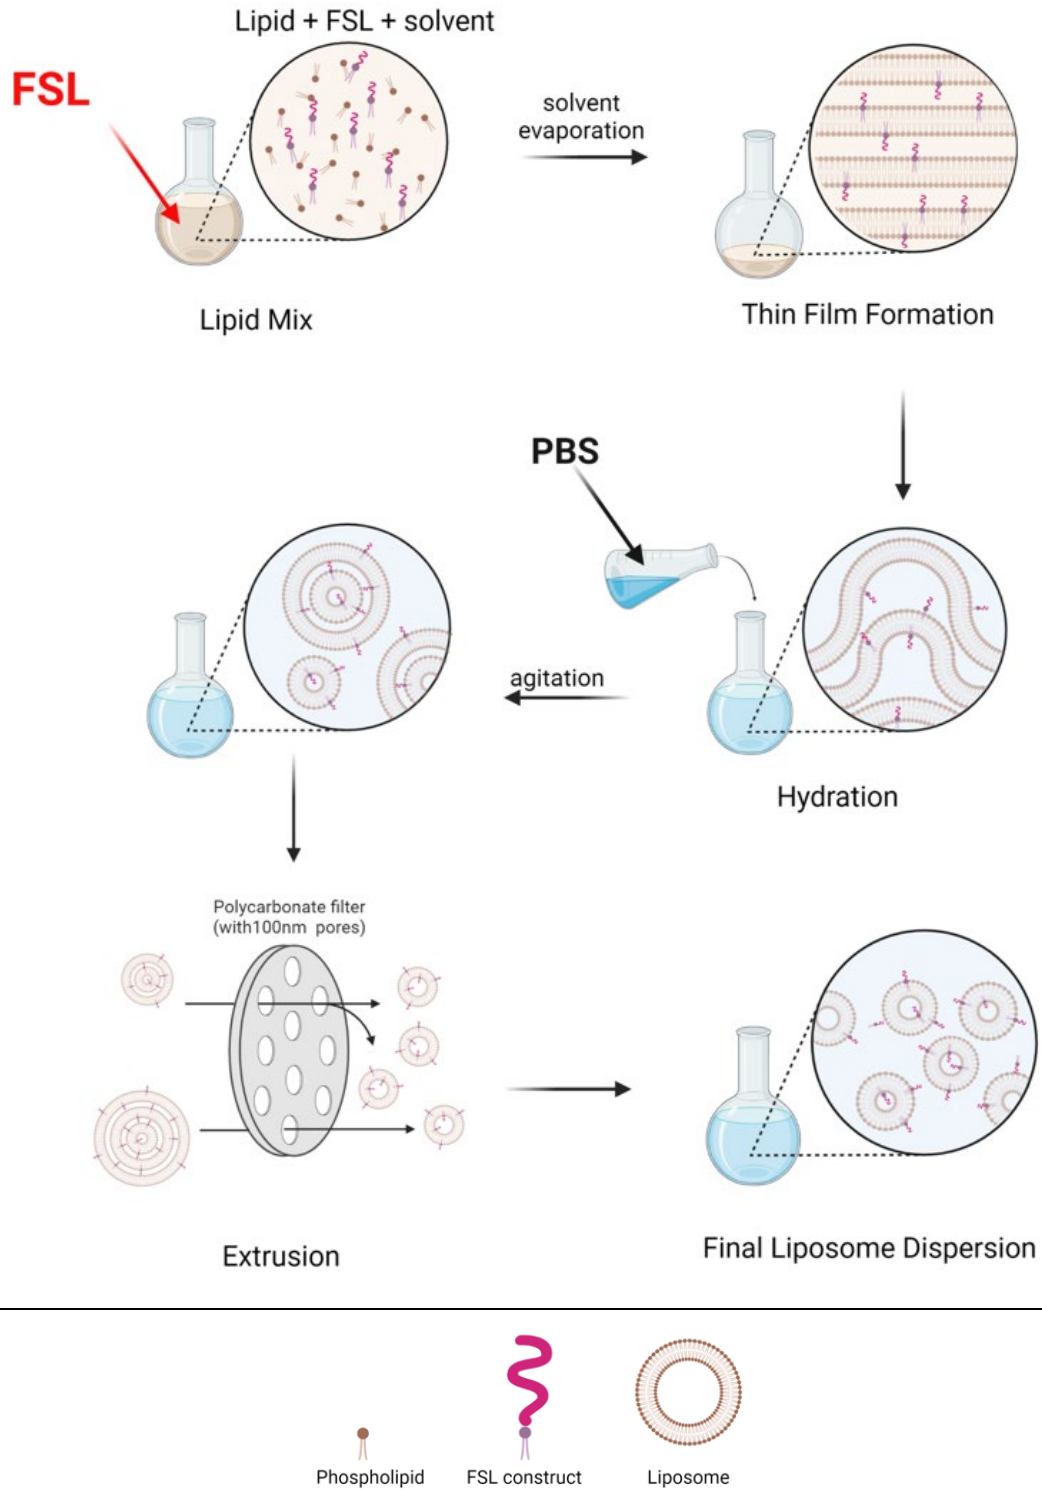 Lipid + FSL + solvent
FSL
solvent
evaporation
Lipid Mix
Thin Film Formation
PBS
agitation
Hydration
Polycarbonate filter
(with100nm pores)
Extrusion
Final Liposome Dispersion
Phospholipid
FSL construct
Liposome